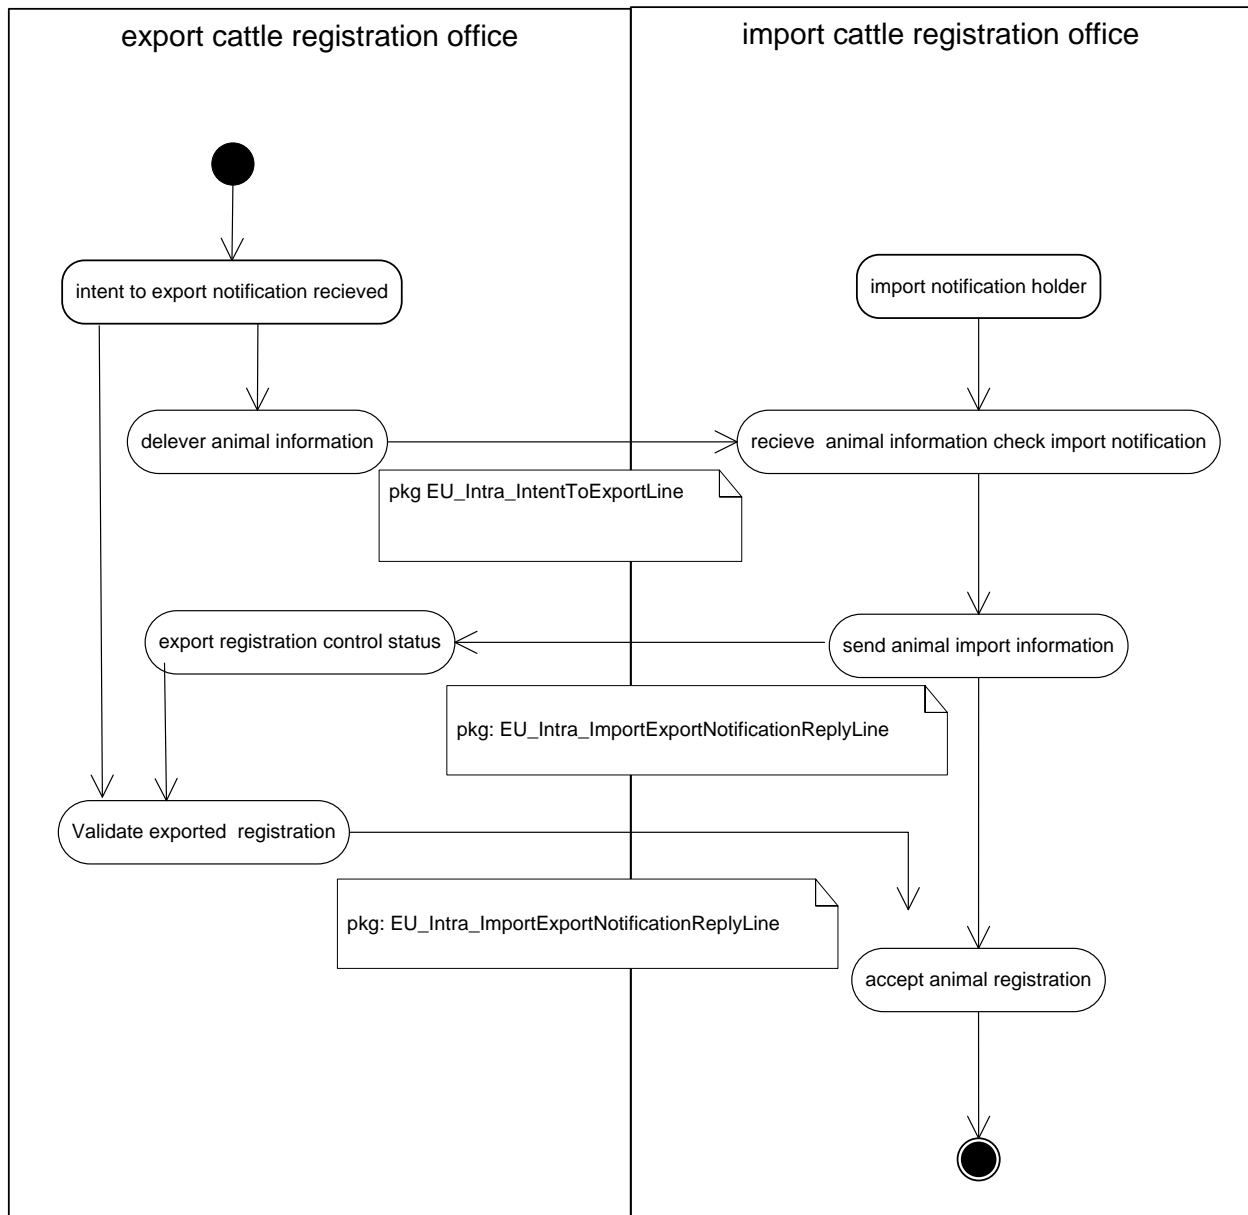 export cattle registration office
import cattle registration office
intent to export notification recieved
import notification holder
delever animal information
recieve  animal information check import notification
pkg EU_Intra_IntentToExportLine
export registration control status
send animal import information
pkg: EU_Intra_ImportExportNotificationReplyLine
Validate exported  registration
pkg: EU_Intra_ImportExportNotificationReplyLine
accept animal registration